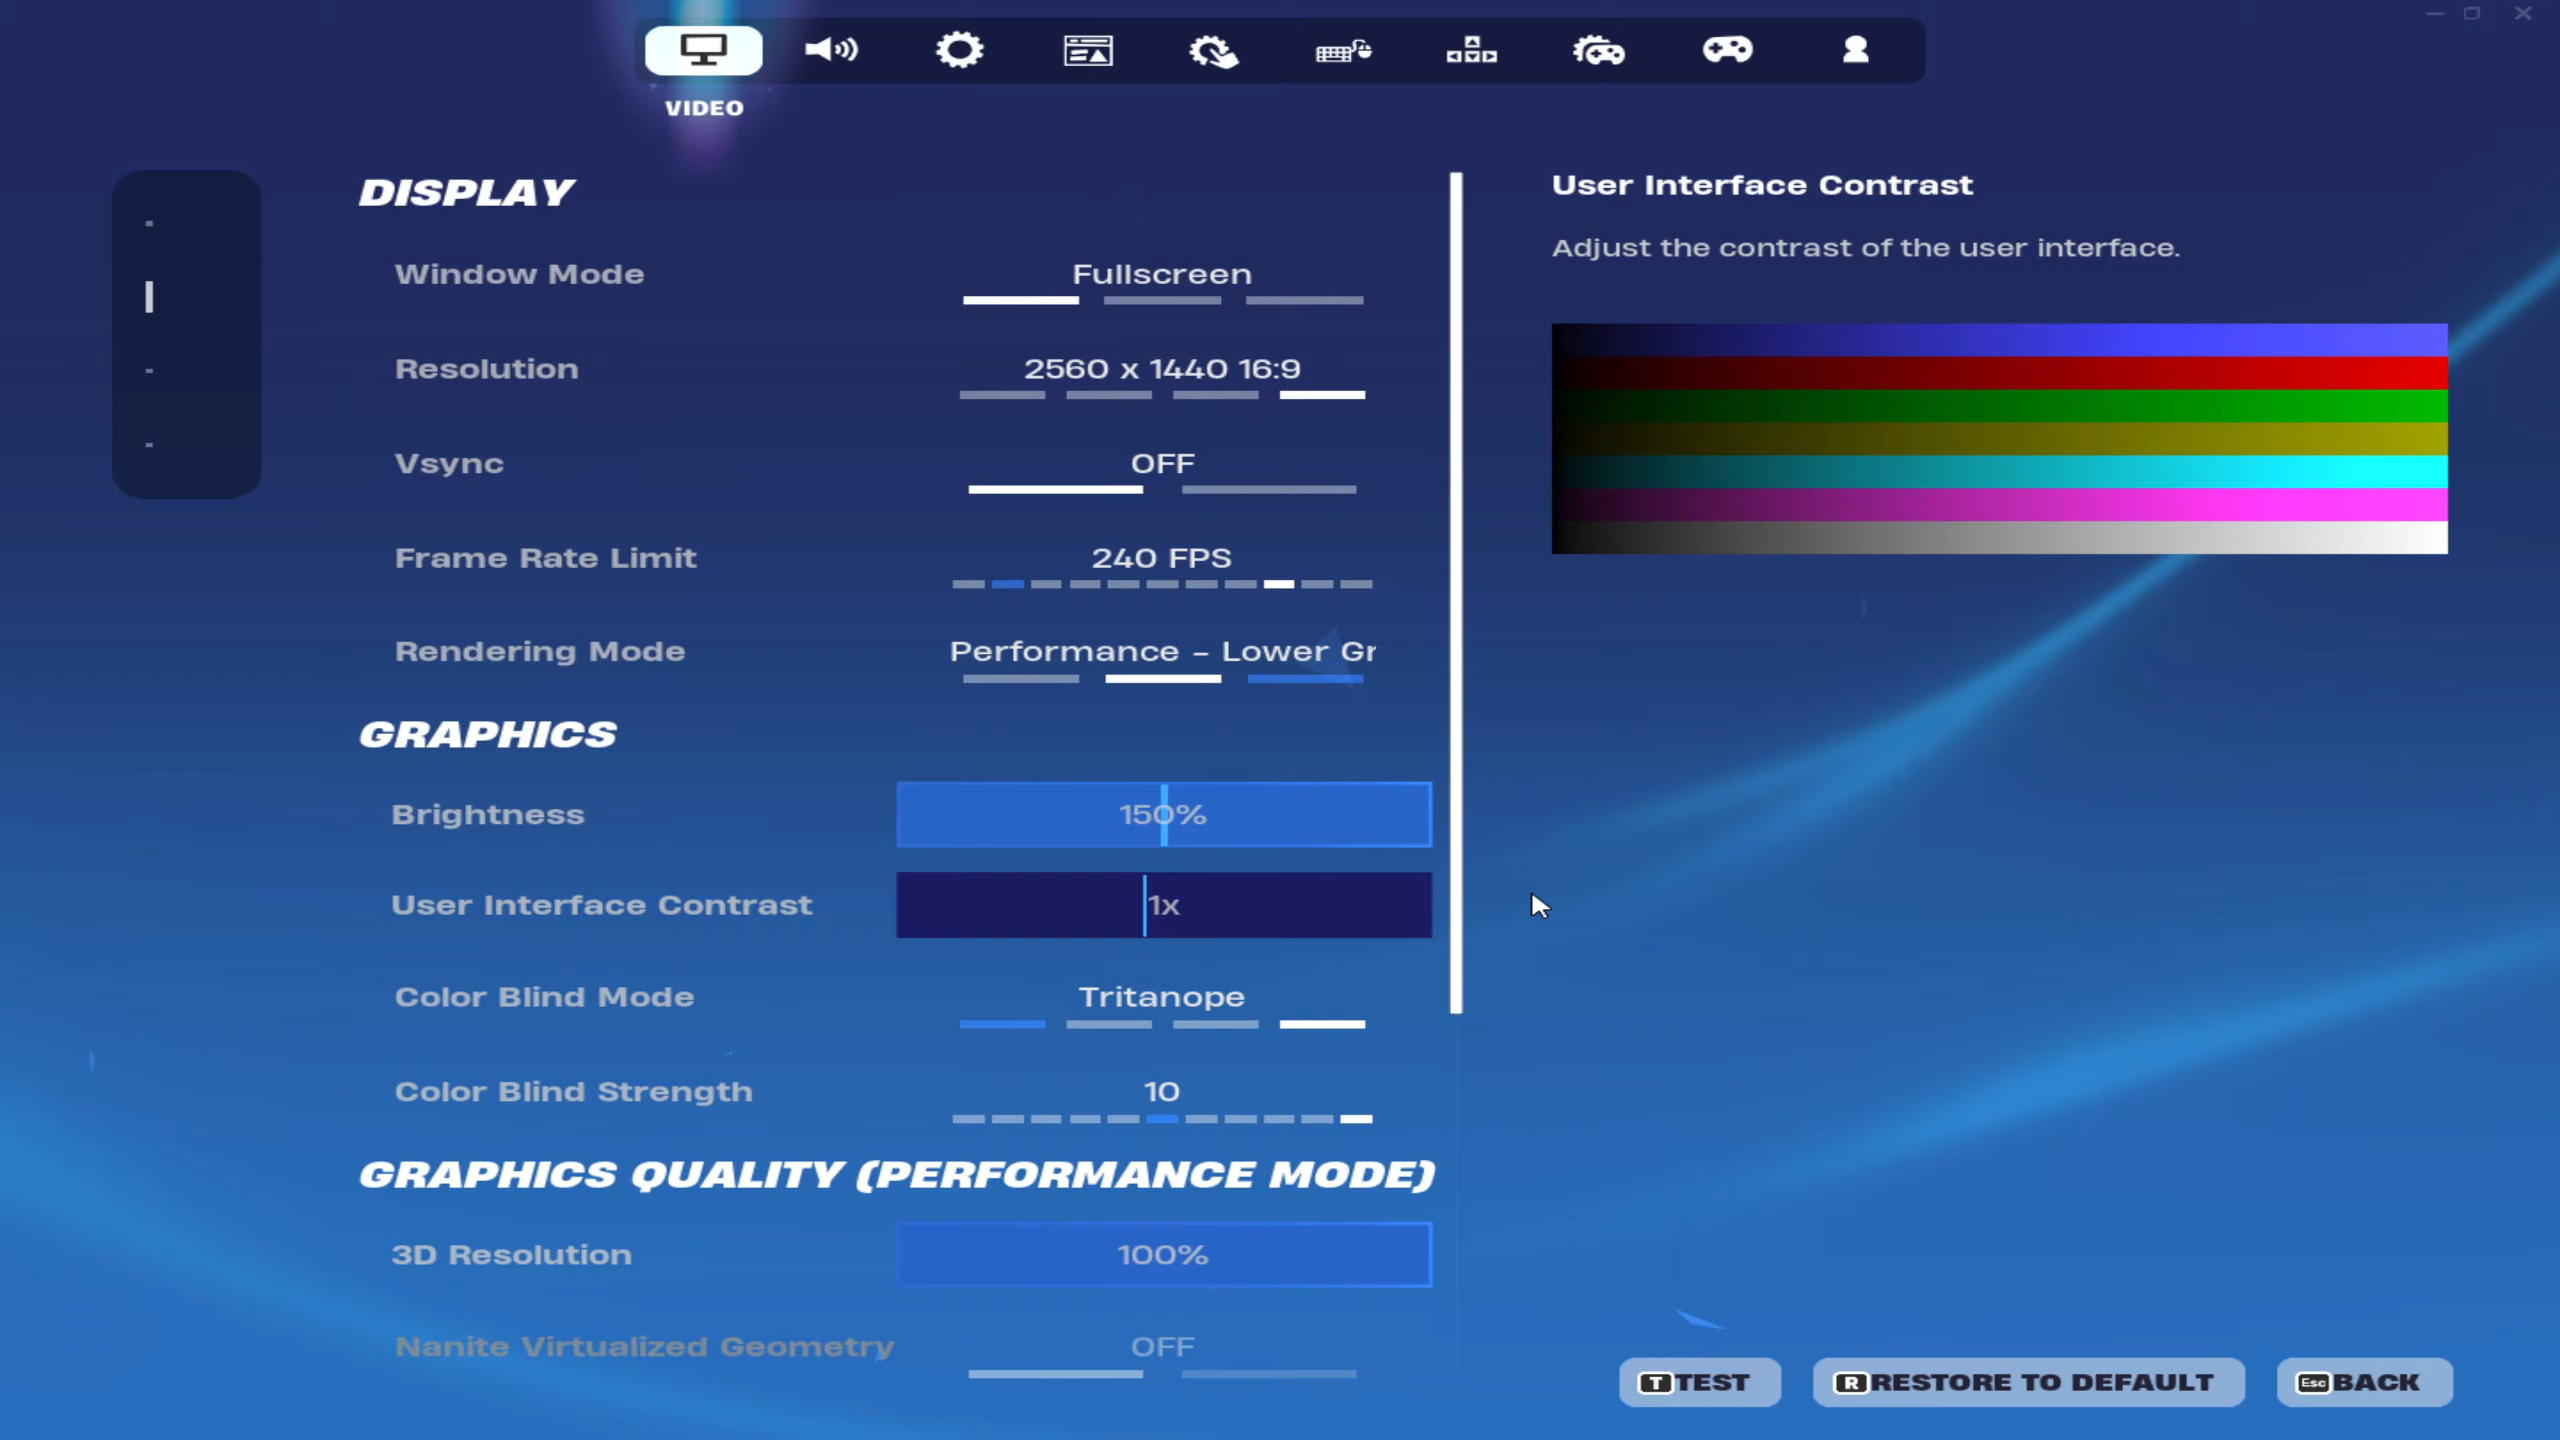 VIDEO
DISPLAY
Window Mode
Fullscreen
Resolution
2560 x 1440 16:9
Vsync
OFF
Frame Rate Limit
240 FPS
Rendering Mode
Performance - Lower Gr
GRAPHICS
Brightness
150%
User Interface Contrast
1x
Color Blind Mode
Tritanope
Color Blind Strength
10
GRAPHICS QUALITY (PERFORMANCE MODE)
3D Resolution
100%
Nanite Virtualized Geometry
OFF
User Interface Contrast
Adjust the contrast of the user interface.
T TEST
R RESTORE TO DEFAULT
Esc BACK